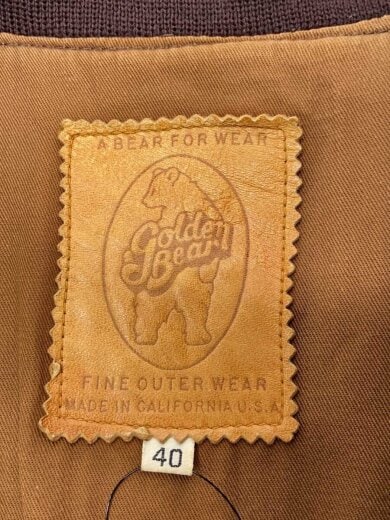 A BEAR FOR WEAR
Golden
Bear
FINE OUTER WEAR
MADE IN CALIFORNIA U.S.A
40